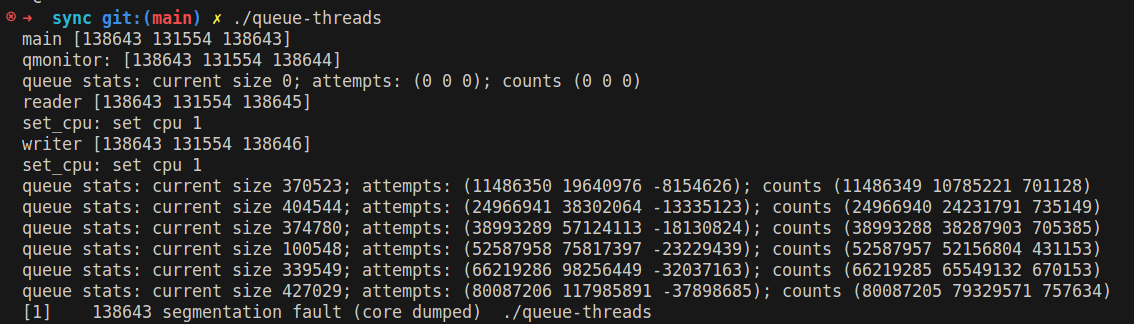 ⊗ ➜ sync git:(main) ✗ ./queue-threads
main [138643 131554 138643]
qmonitor: [138643 131554 138644]
queue stats: current size 0; attempts: (0 0 0); counts (0 0 0)
reader [138643 131554 138645]
set_cpu: set cpu 1
writer [138643 131554 138646]
set_cpu: set cpu 1
queue stats: current size 370523; attempts: (11486350 19640976 -8154626); counts (11486349 10785221 701128)
queue stats: current size 404544; attempts: (24966941 38302064 -13335123); counts (24966940 24231791 735149)
queue stats: current size 374780; attempts: (38993289 57124113 -18130824); counts (38993288 38287903 705385)
queue stats: current size 100548; attempts: (52587958 75817397 -23229439); counts (52587957 52156804 431153)
queue stats: current size 339549; attempts: (66219286 98256449 -32037163); counts (66219285 65549132 670153)
queue stats: current size 427029; attempts: (80087206 117985891 -37898685); counts (80087205 79329571 757634)
[1]    138643 segmentation fault (core dumped)  ./queue-threads